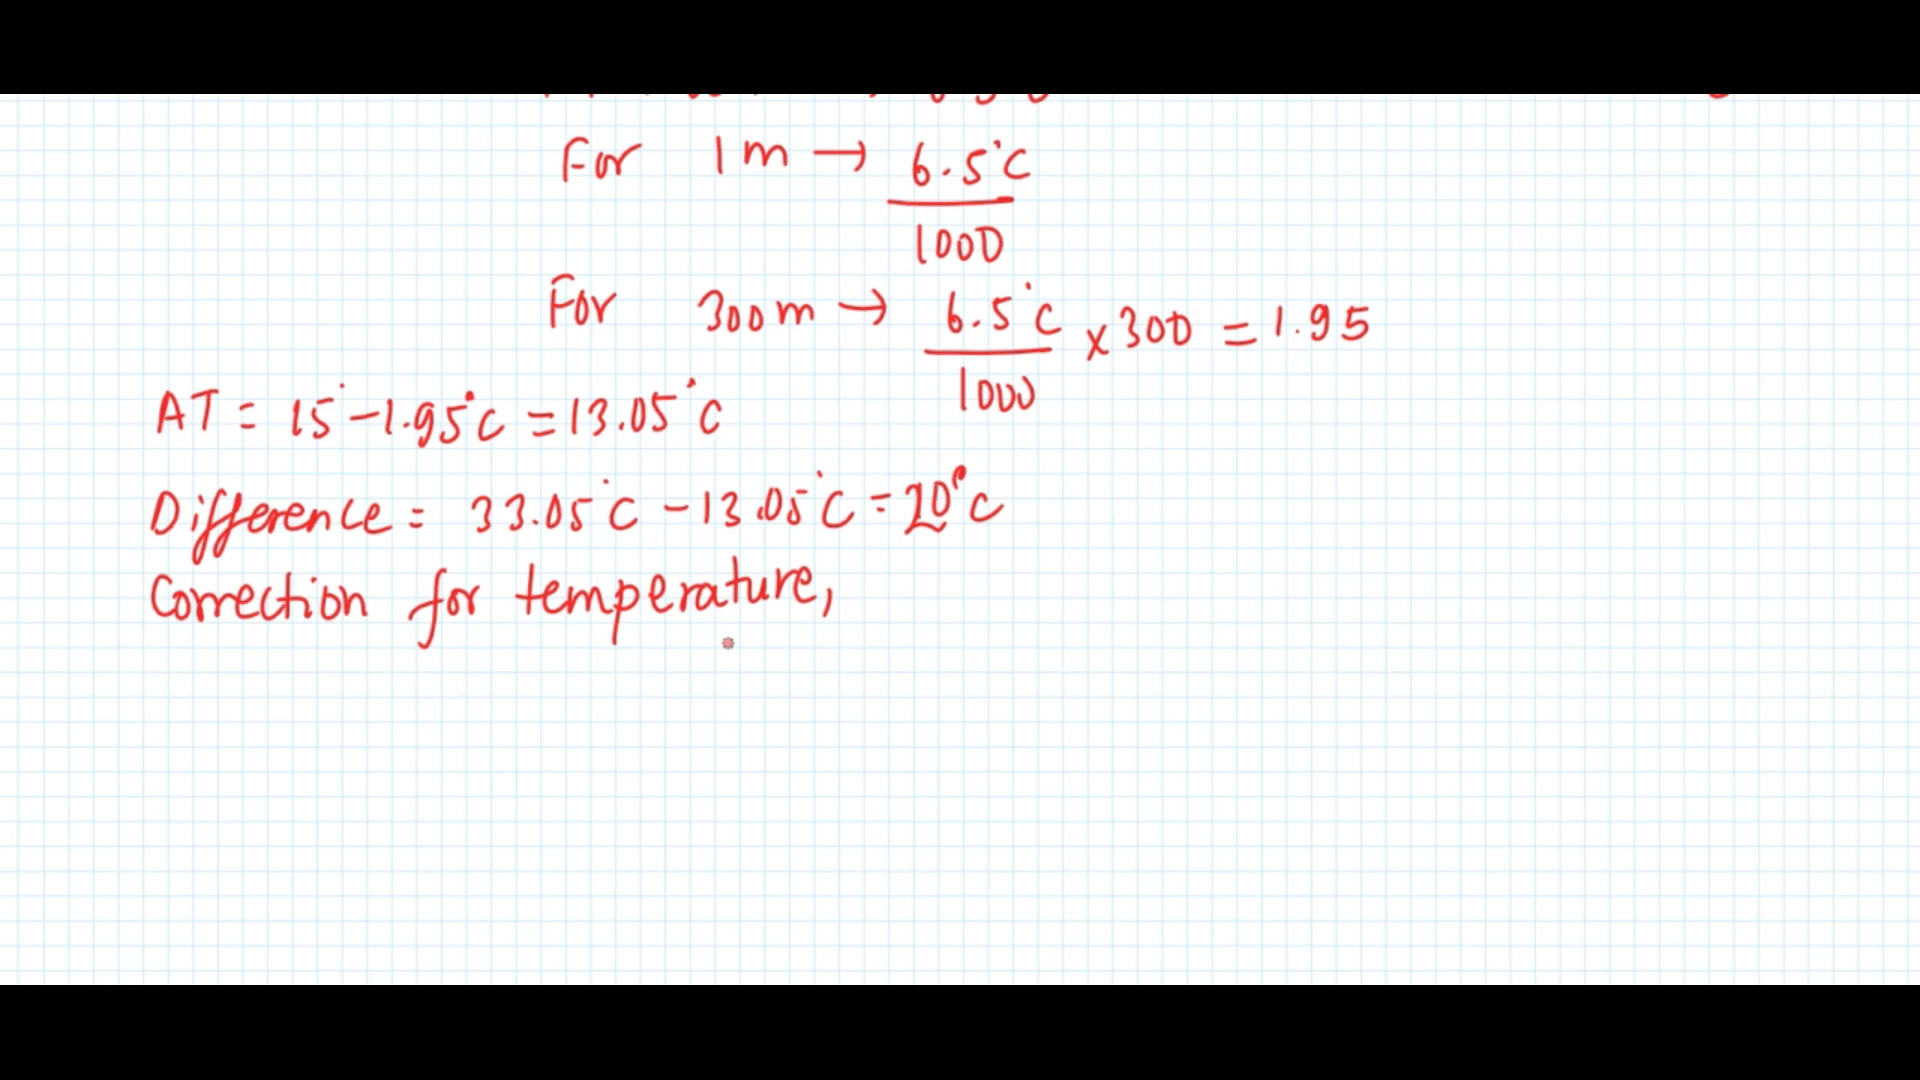 For 1m → 6.5°C
1000
For 300m → 6.5°C x 300 = 1.95
1000
AT = 15° - 1.95°C = 13.05°C
Difference = 33.05°C - 13.05°C = 20°C
Correction for temperature,